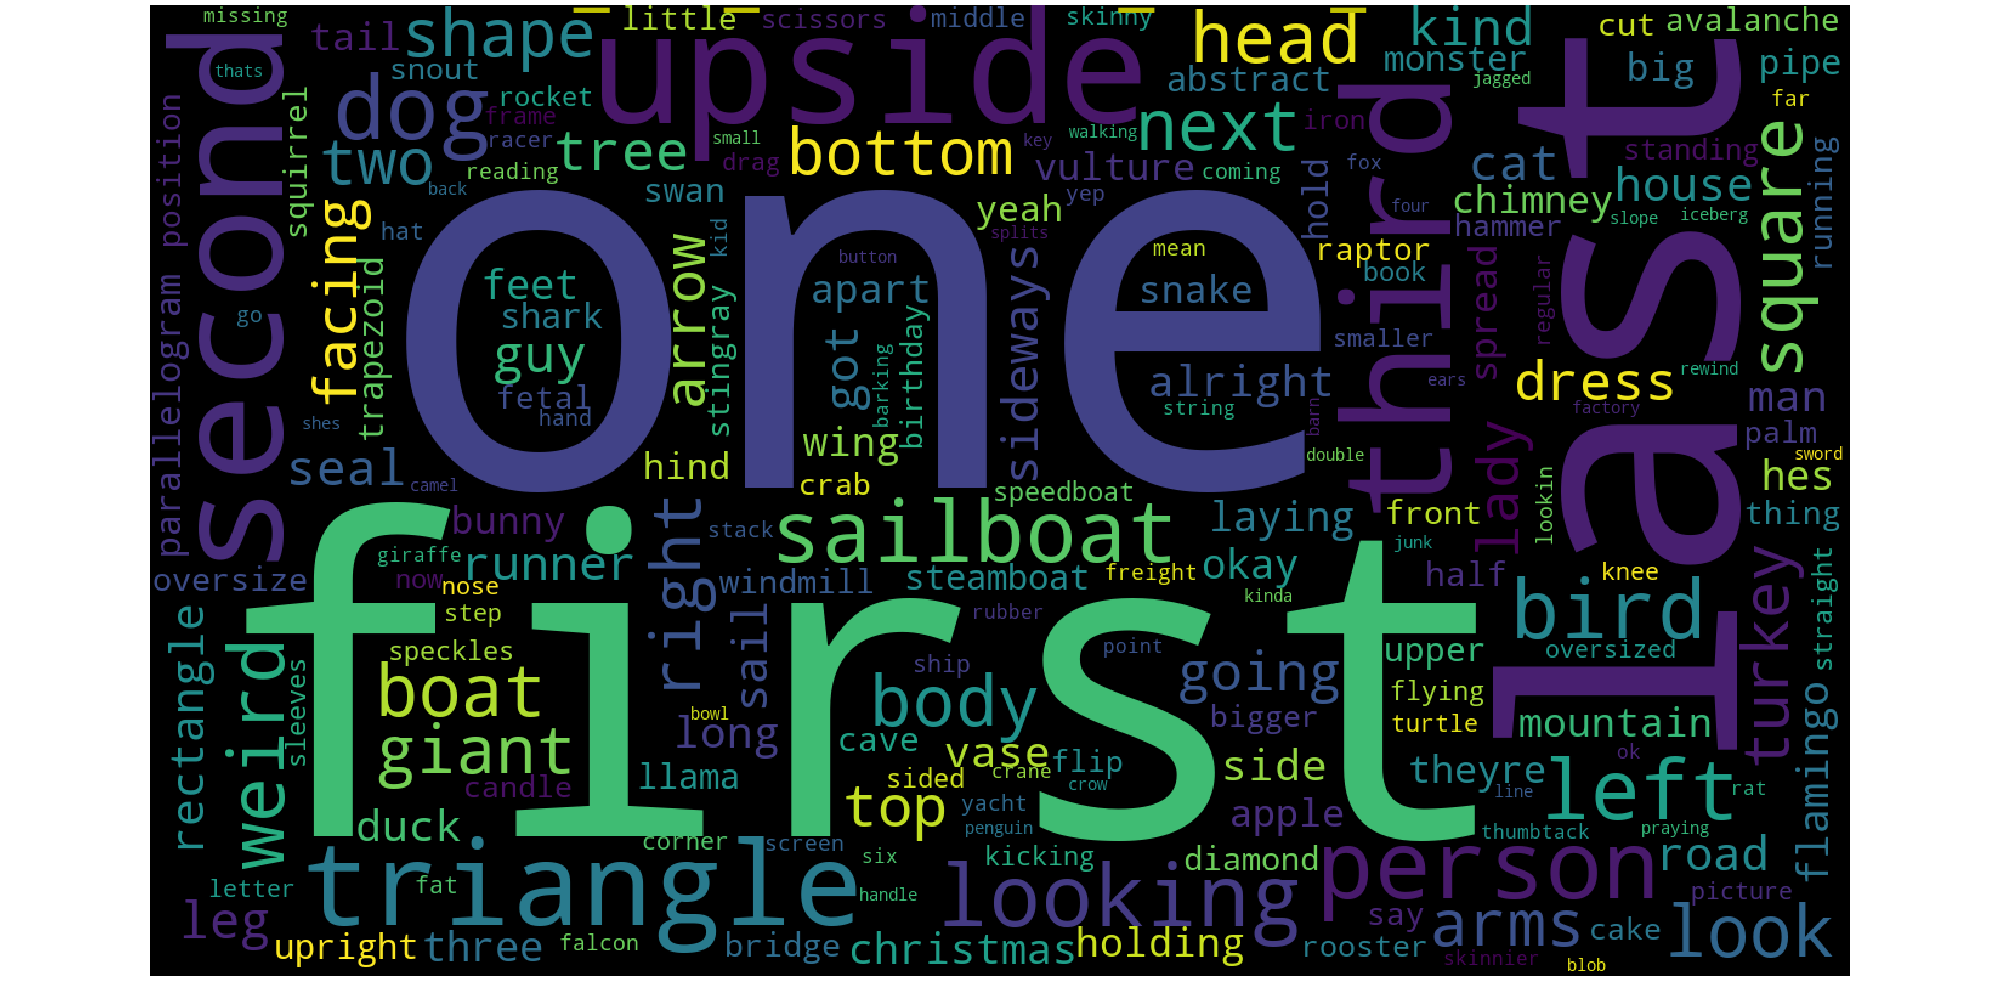 missing
tail
shape
little
scissors
middle
skinny
head
kind
cut
avalanche
second
thats
snout
upside
abstract
monster
jagged
big
pipe
dog
rocket
frame
racer
tree
small
drag
bottom
key
walking
next
iron
third
last
far
parallelogram position
squirrel
two
back
reading
swan
vulture
yep
coming
hold
fox
cat
standing
square
running
facing
hat
kid
yeah
splits
four
chimney
house
slope
iceberg
hammer
one
arrow
button
sideways
mean
raptor
book
spread
regular
trapezoid
feet
shark
guy
fetal
hand
go
stingray
apart
got
barking
birthday
snake
alright
string
smaller
ears
dress
rewind
factory
man
shes
seal
camel
hind
wing
crab
barn
double
lady
lookin
palm
sword
hes
first
bunny
right
stack
sailboat
speedboat
laying
front
junk
thing
oversize
giraffe
runner
now
nose
windmill
steamboat
freight
okay
kinda
half
knee
turkey
straight
rectangle
weird
sleeves
step
speckles
boat
giant
sail
rubber
ship
point
bird
oversized
upper
flying
turtle
going
bigger
bowl
long
body
cave
vase
crane
flip
crow
side
mountain
flamingo
theyre
ok
line
left
rat
candle
llama
sided
top
yacht
penguin
apple
thumbtack
praying
duck
triangle
corner
screen
six
kicking
diamond
person
road
letter
fat
handle
looking
say
picture
leg
upright
three
falcon
bridge
christmas
holding
rooster
arms
skinnier
cake
blob
look